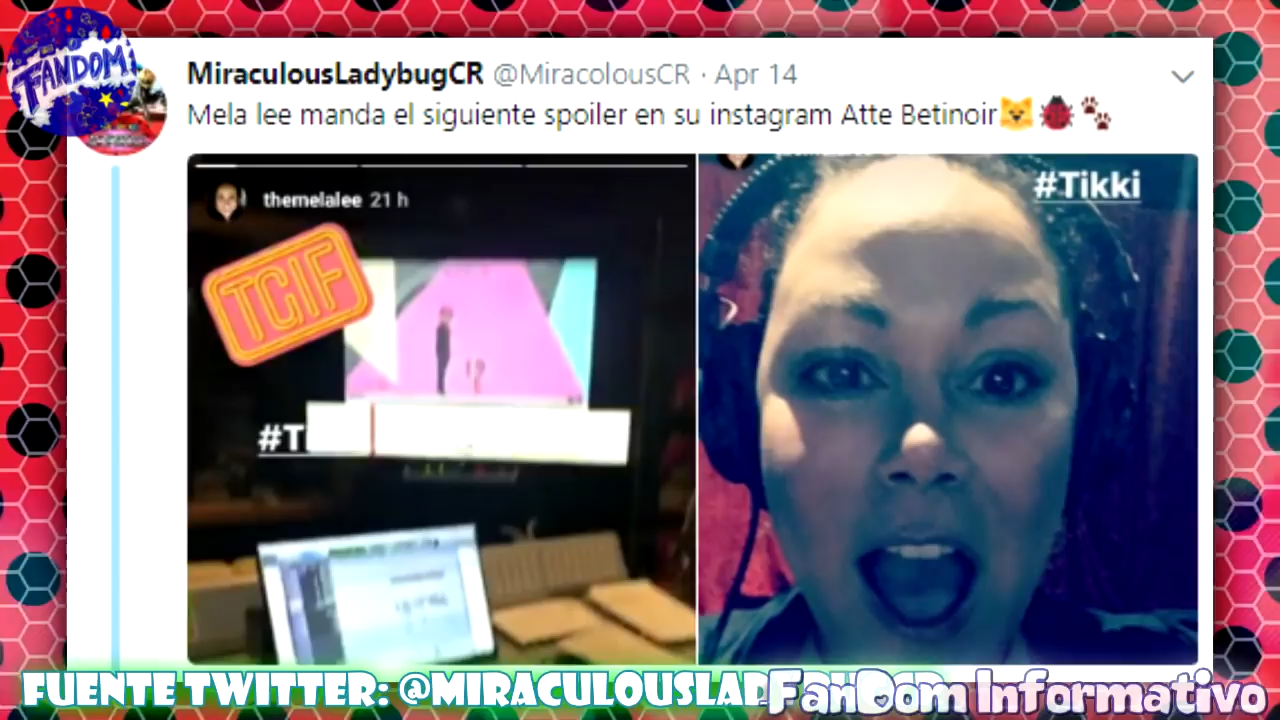 FANDOM
MiraculousLadybugCR @MiracolousCR · Apr 14
Mela lee manda el siguiente spoiler en su instagram Atte Betinoir
themelalee 21 h
#Tikki
TGIF
#T
FUENTE TWITTER: @MIRACULOUSLAD
FanDom Informativo